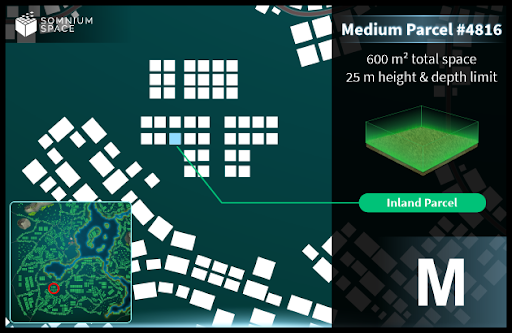 SOMNIUM
SPACE
Medium Parcel #4816
600 m² total space
25 m height & depth limit
Inland Parcel
M